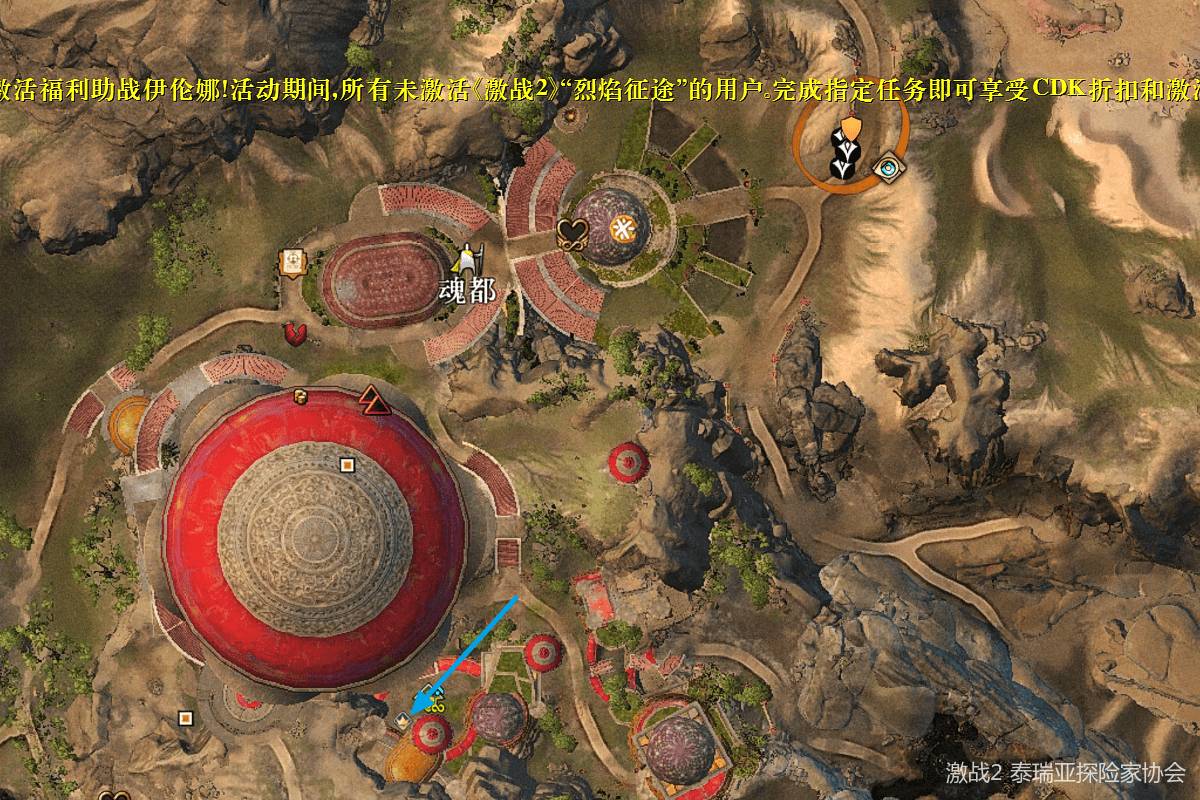 激活福利助战伊伦娜!活动期间,所有未激活《激战2》“烈焰征途”的用户。完成指定任务即可享受CDK折扣和激活
魂都
激战2 泰瑞亚探险家协会